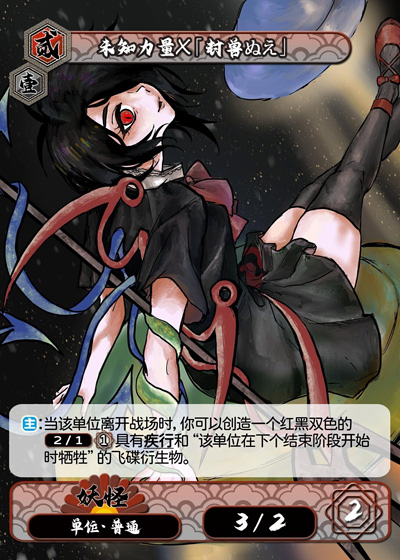 贰
未知力量X「封兽ぬえ」
壹
主:当该单位离开战场时, 你可以创造一个红黑双色的
2/1 ①具有疾行和 “该单位在下个结束阶段开始
时牺牲” 的飞碟衍生物。
妖怪
单位·普通
3/2
2